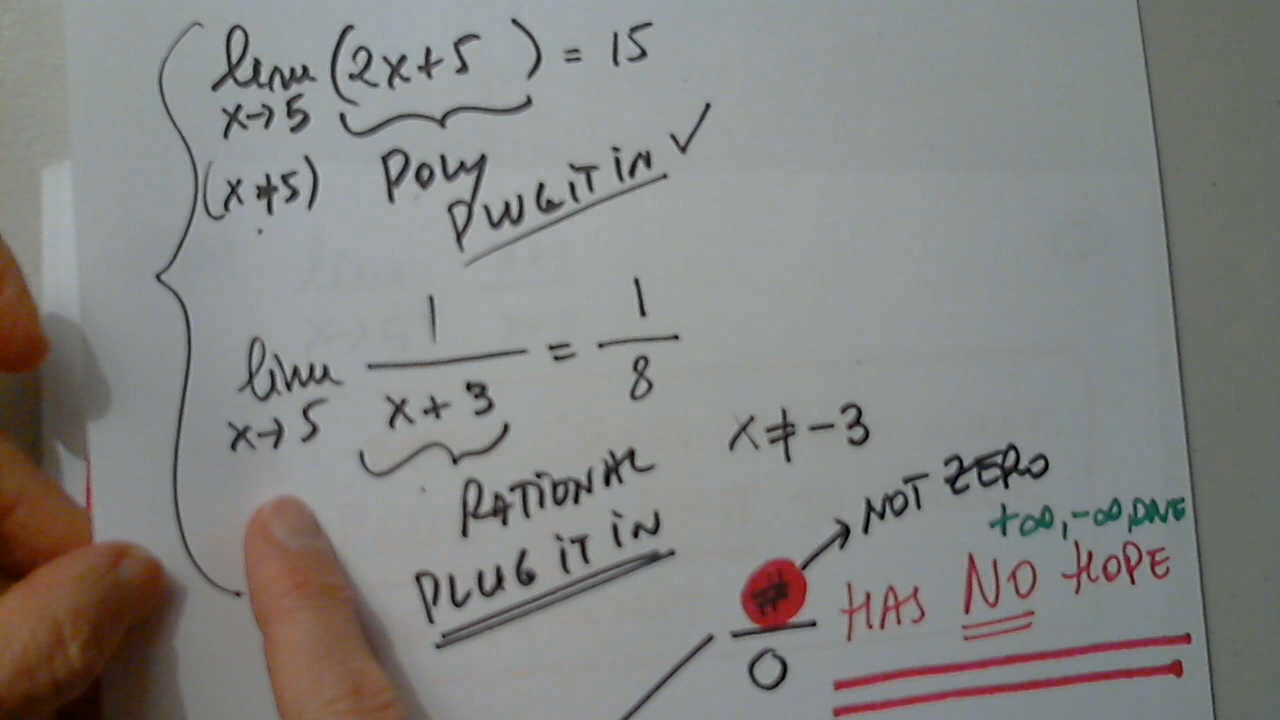 lim (2x+5) = 15
x→5
(x≠5) POLY
PLUG IT IN ✓
lim 1/(x+3) = 1/8
x→5
x≠-3
RATIONAL
PLUG IT IN
#/0 → NOT ZERO
+∞, -∞, DNE
HAS NO HOPE